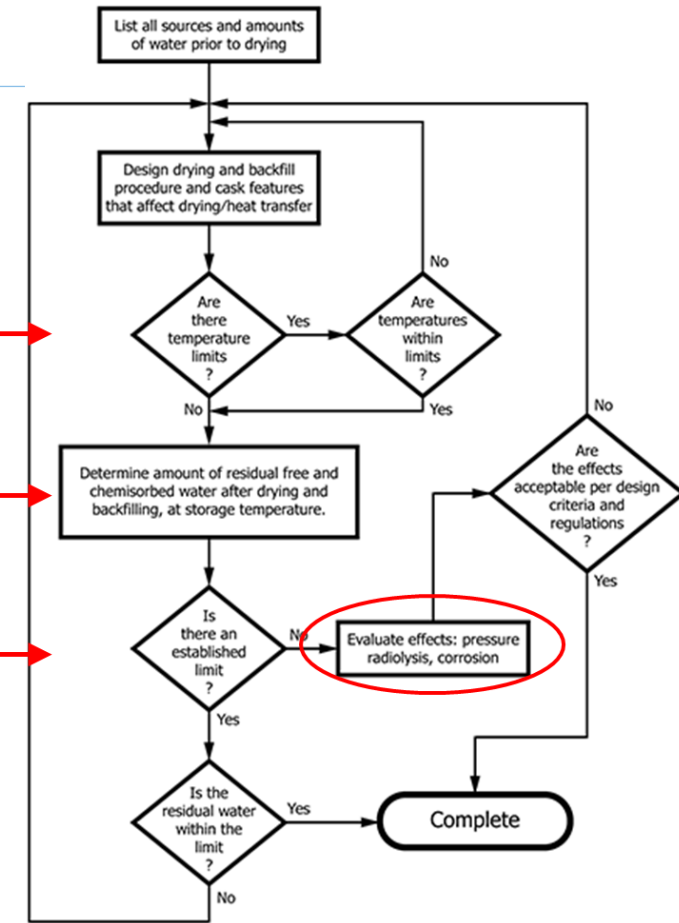 List all sources and amounts
of water prior to drying
Design drying and backfill
procedure and cask features
that affect drying/heat transfer
No
Are
there
temperature
limits
?
Yes
Are
temperatures
within
limits
?
No
Yes
No
Determine amount of residual free and
chemisorbed water after drying and
backfilling, at storage temperature.
Are
the effects
acceptable per design
criteria and
regulations
?
Yes
Is
there an
established
limit
?
No
Evaluate effects: pressure
radiolysis, corrosion
Yes
Is the
residual water
within the
limit
?
Yes
Complete
No